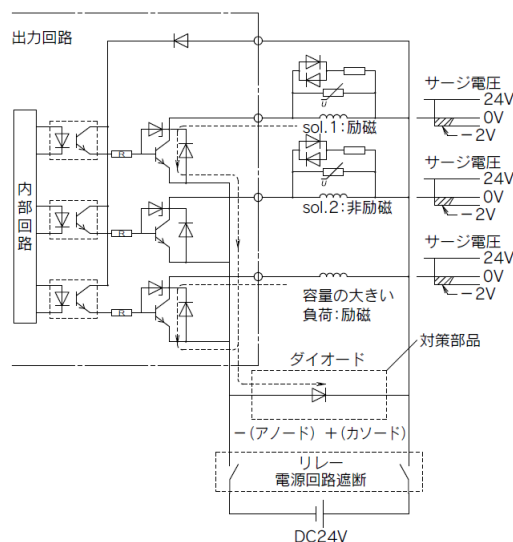 出力回路
サージ電圧
24V
0V
−2V
sol.1:励磁
U
R
内部回路
サージ電圧
24V
0V
−2V
sol.2:非励磁
U
R
サージ電圧
24V
0V
−2V
容量の大きい
負荷:励磁
R
対策部品
ダイオード
−(アノード) +(カソード)
リレー
電源回路遮断
DC24V